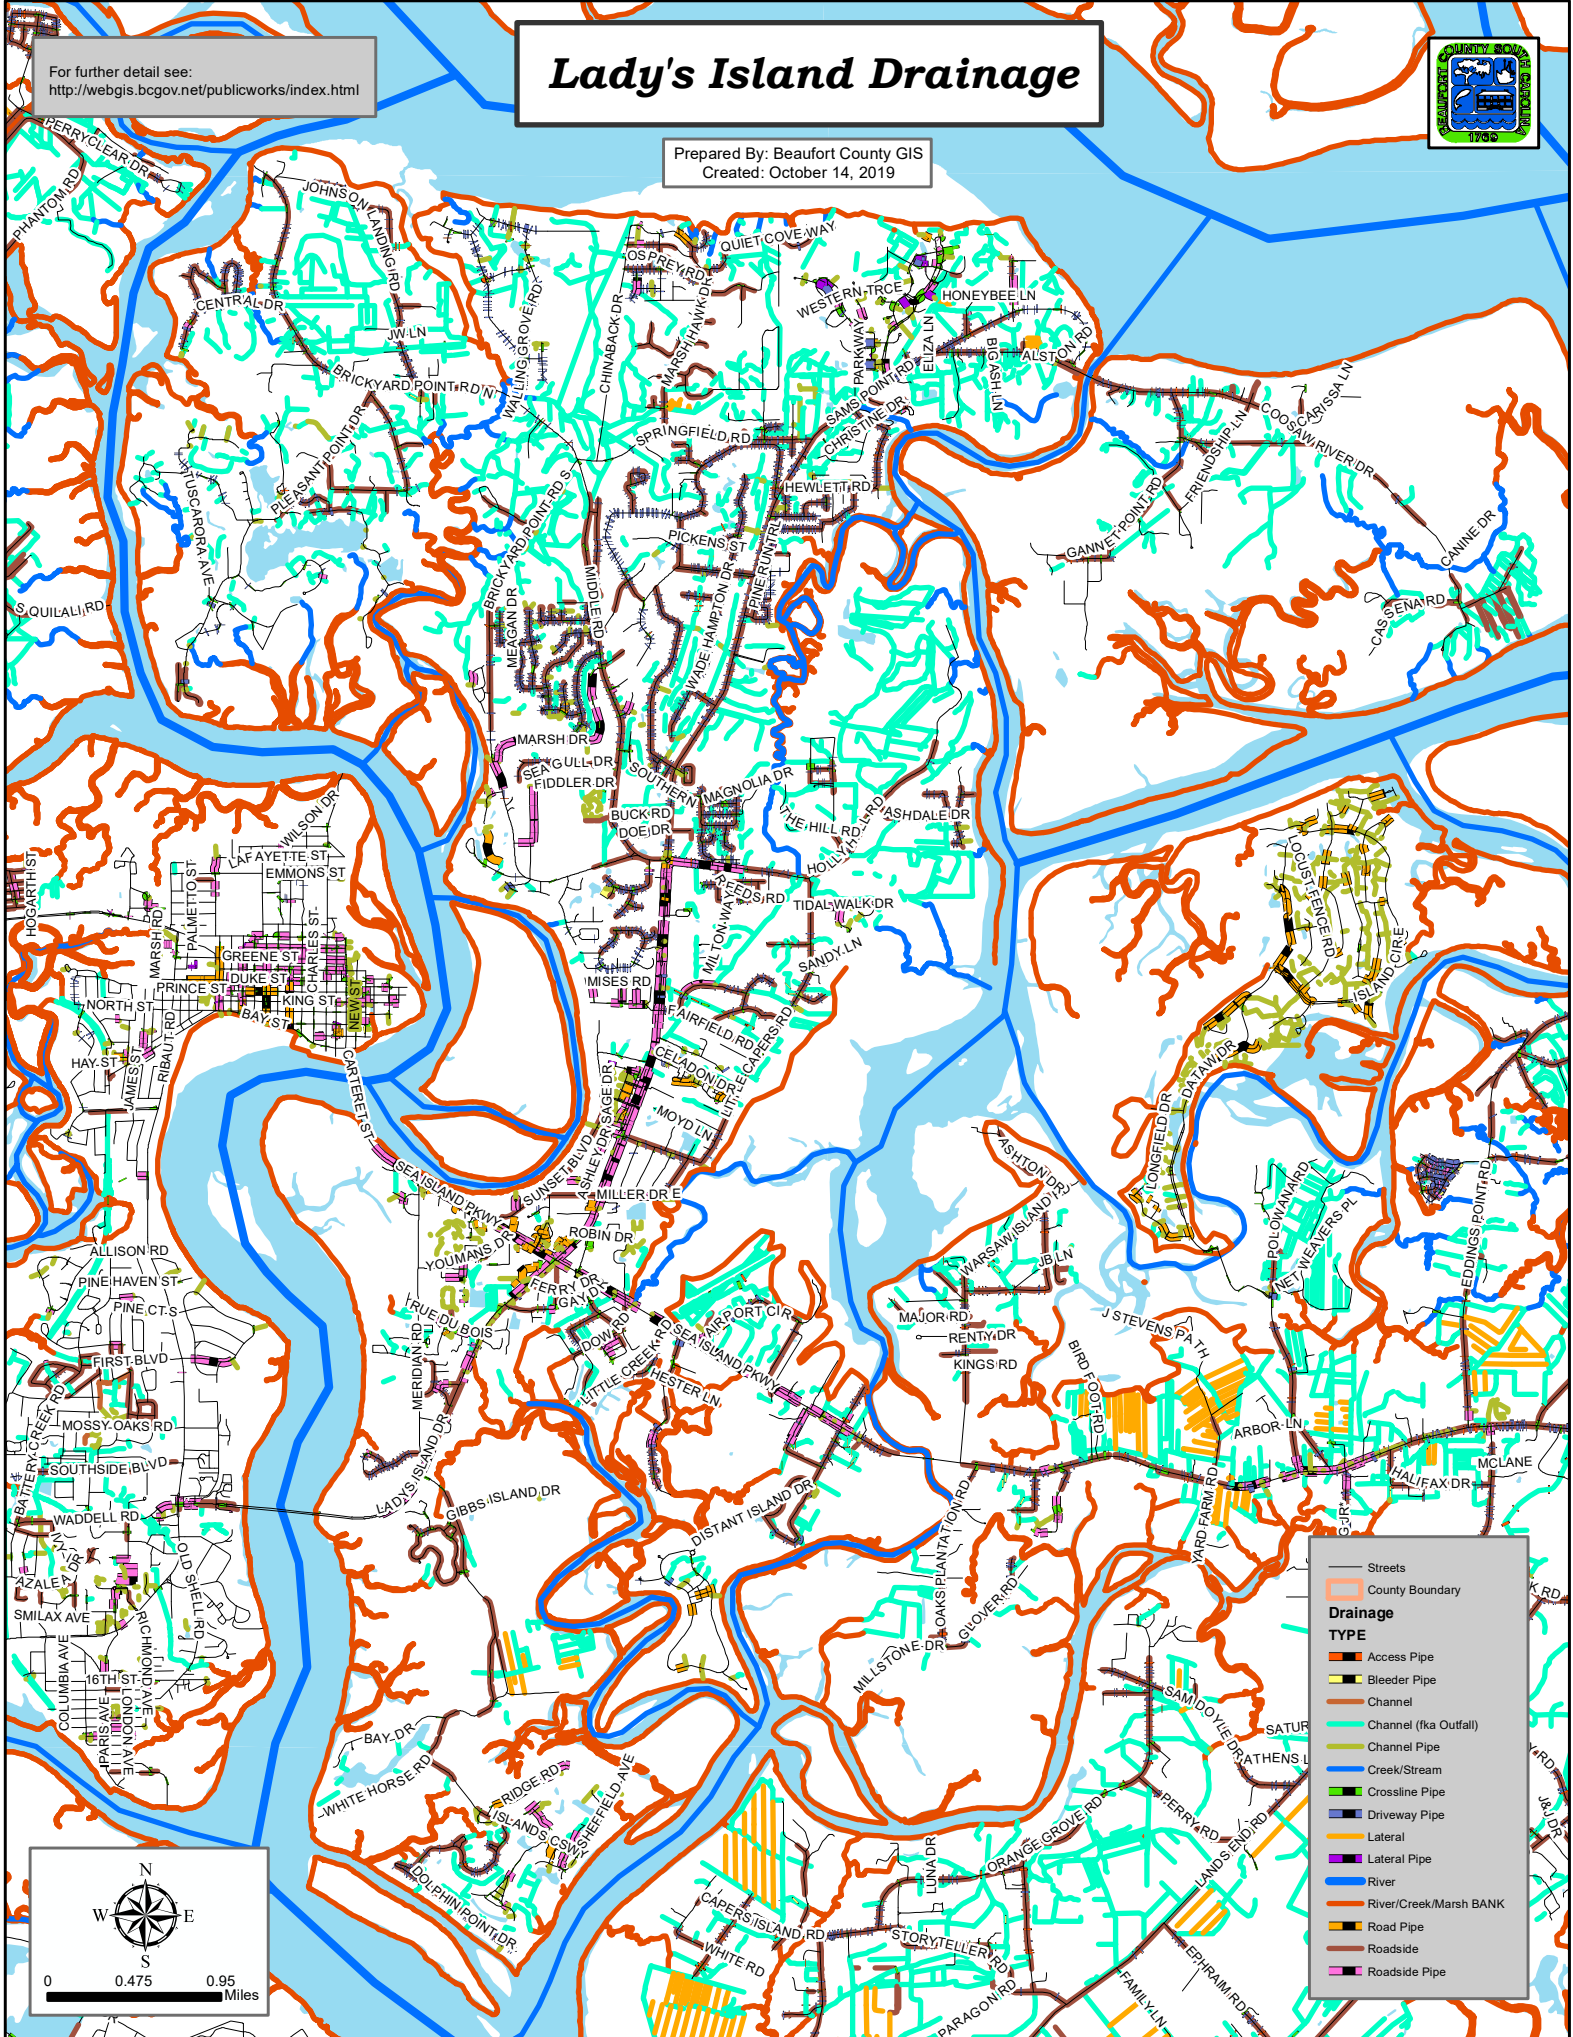 For further detail see:
http://webgis.bcgov.net/publicworks/index.html
Lady's Island Drainage
BEAUFORT COUNTY SOUTH CAROLINA
1769
Prepared By: Beaufort County GIS
Created: October 14, 2019
PERRY CLEAR DR
PHANTOM RD
JOHNSON LANDING RD
QUIET COVE WAY
OSPREY RD
CENTRAL DR
WALLING GROVE RD
CHINABACK DR
MARSH HAWK DR
WESTERN TRCE
HONEYBEE LN
JW LN
PARKWAY
ELIZA LN
BIG ASH LN
ALSTON RD
BRICKYARD POINT RD N
SAMS POINT RD
CHRISTINE DR
COOSAW RIVER DR
CARISSA LN
FRIENDSHIP LN
PLEASANT POINT DR
SPRINGFIELD RD
TUSCARORA AVE
HEWLETT RD
BRICKYARD POINT RD S
PICKENS ST
PINE RUN TRL
GANNET POINT RD
CANINE DR
S QUILALI RD
MEAGAN DR
MIDDLE RD
WADE HAMPTON DR
CASSENA RD
MARSH DR
SEA GULL DR
FIDDLER DR
SOUTHERN
MAGNOLIA DR
BUCK RD
DOE DR
THE HILL RD
HOLLY HALL RD
ASHDALE DR
WILSON DR
LAFAYETTE ST
EMMONS ST
HOGARTH ST
PALMETTO ST
MARSH RD
CHARLES ST
REEDS RD
TIDAL WALK DR
MILTON WAY
SANDY LN
LOCUST FENCE RD
ISLAND CIR E
GREENE ST
DUKE ST
PRINCE ST
KING ST
NORTH ST
BAY ST
NEW ST
MISES RD
FAIRFIELD RD
HAY ST
JAMES ST
RIBAUT RD
CARTERET ST
CELADON DR
LITTLE CAPERS RD
SAGE DR
MOYD LN
DATAW DR
LONGFIELD DR
ASHTON DR
SEA ISLAND PKWY
SUNSET BLVD
ASHLEY DR
MILLER DR E
ROBIN DR
YOUMANS DR
WARSAW ISLAND RD
JB LN
POLOWANA RD
NET WEAVERS PL
EDDINGS POINT RD
ALLISON RD
PINE HAVEN ST
PINE CT S
FERRY DR
GAY DR
RUE DU BOIS
MERIDIAN RD
DOW RD
LITTLE CREEK RD
AIRPORT CIR
SEA ISLAND PKWY
HESTER LN
MAJOR RD
RENTY DR
KINGS RD
J STEVENS PATH
BIRD FOOT RD
FIRST BLVD
BATTERY CREEK RD
MOSSY OAKS RD
SOUTHSIDE BLVD
WADDELL RD
LADYS ISLAND DR
GIBBS ISLAND DR
DISTANT ISLAND DR
ARBOR LN
MCLANE
HALIFAX DR
YARD FARM RD
G JR
IVY
AZALEA DR
OLD SHELL RD
SMILAX AVE
RICHMOND AVE
COLUMBIA AVE
16TH ST
LONDON AVE
PARIS AVE
OAKS PLANTATION RD
GLOVER RD
MILLSTONE DR
BAY DR
WHITE HORSE RD
RIDGE RD
ISLANDS CSWY
SHEFFIELD AVE
DOLPHIN POINT DR
SAM DOYLE DR
SATUR
ATHENS L
PERRY RD
LANDS END RD
ORANGE GROVE RD
LUNA DR
CAPERS ISLAND RD
WHITE RD
STORYTELLER RD
PARAGON RD
FAMILY LN
EPHRAIM RD
K RD
Y RD
J&J DR
Streets
County Boundary
Drainage
TYPE
Access Pipe
Bleeder Pipe
Channel
Channel (fka Outfall)
Channel Pipe
Creek/Stream
Crossline Pipe
Driveway Pipe
Lateral
Lateral Pipe
River
River/Creek/Marsh BANK
Road Pipe
Roadside
Roadside Pipe
N
W E
S
0 0.475 0.95
Miles